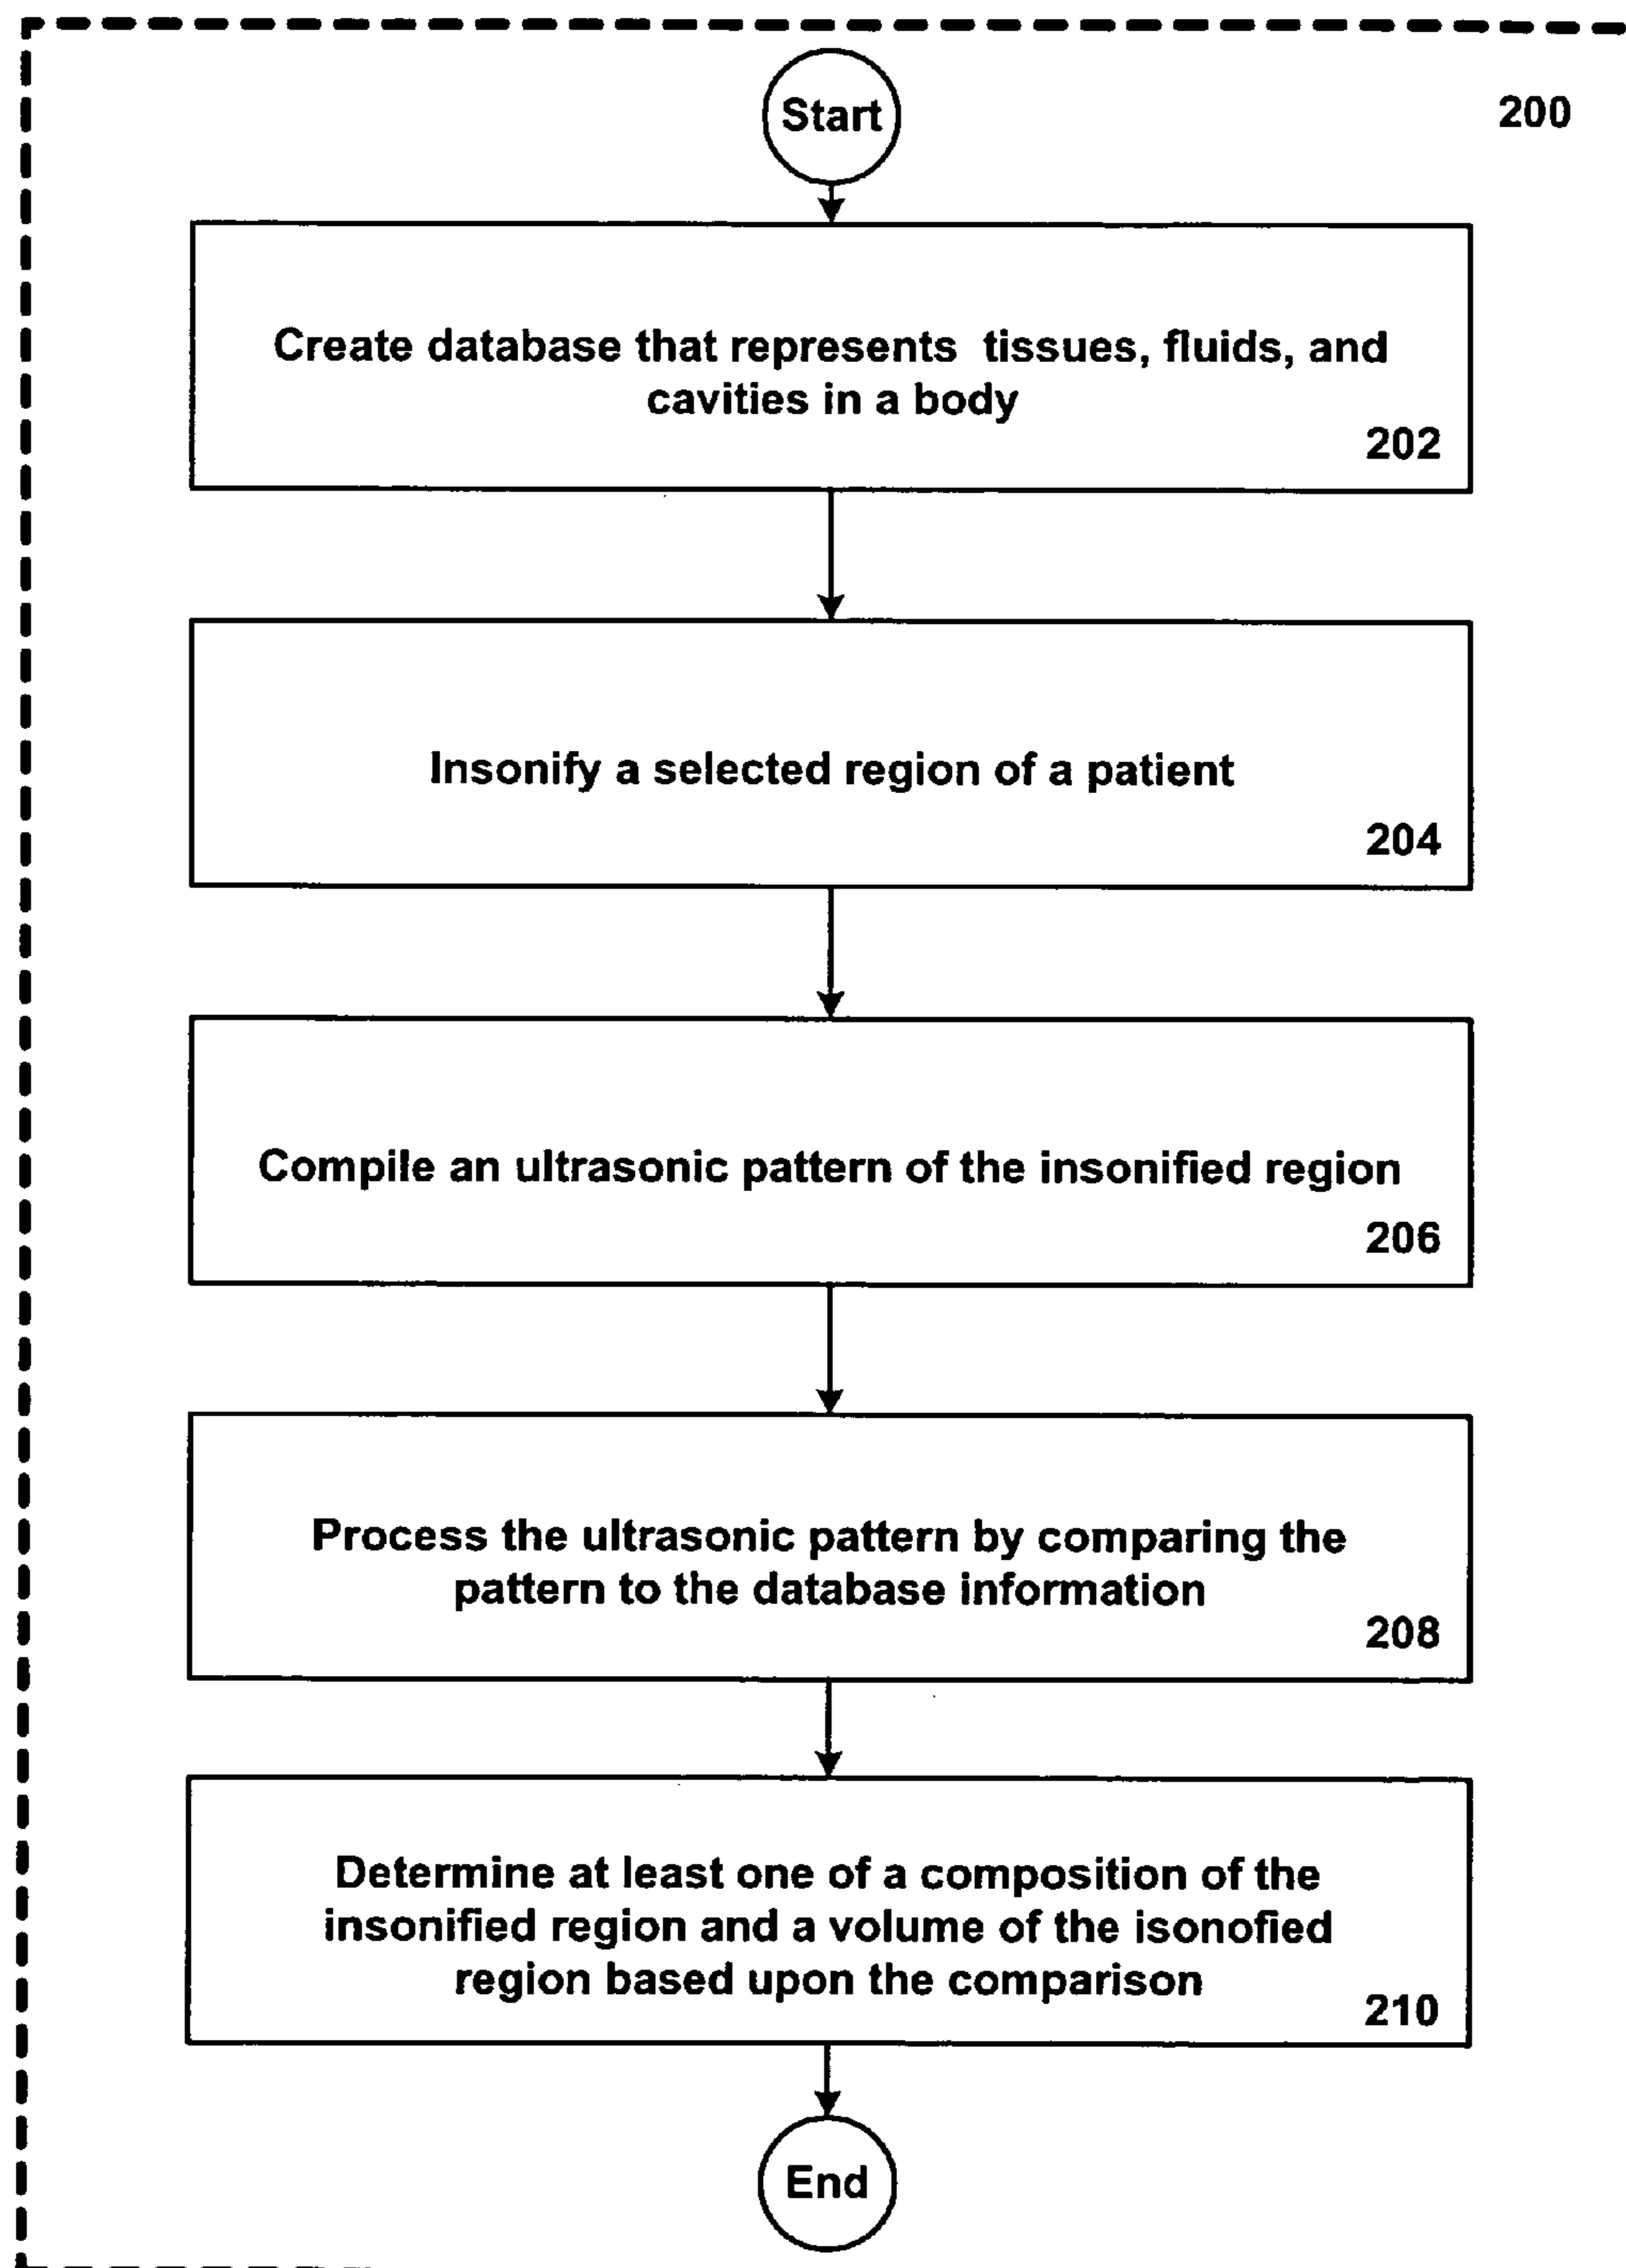 Start
200
Create database that represents tissues, fluids, and
cavities in a body
202
Insonify a selected region of a patient
204
Compile an ultrasonic pattern of the insonified region
206
Process the ultrasonic pattern by comparing the
pattern to the database information
208
Determine at least one of a composition of the
insonified region and a volume of the isonofied
region based upon the comparison
210
End